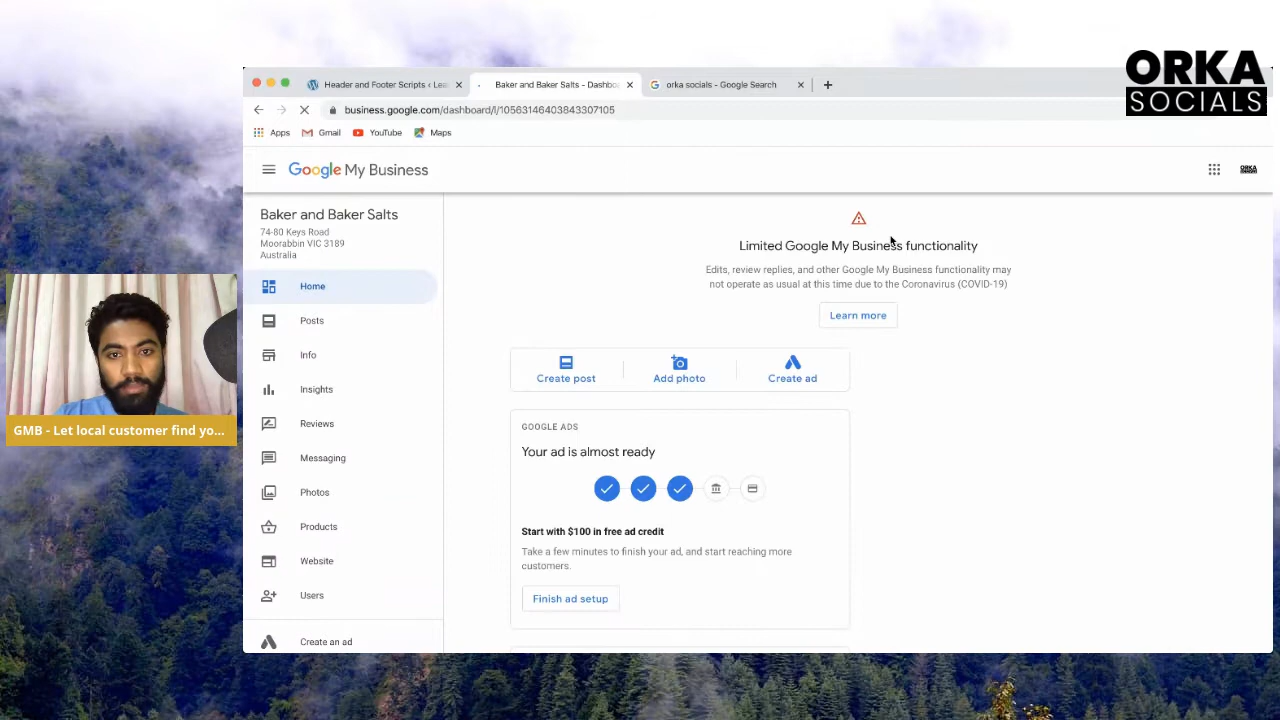 ORKA
SOCIALS
Header and Footer Scripts ‹ Lea
Baker and Baker Salts - Dashbo
orka socials - Google Search
business.google.com/dashboard/l/10563146403843307105
Apps
Gmail
YouTube
Maps
Google My Business
ORKA
Baker and Baker Salts
74-80 Keys Road
Moorabbin VIC 3189
Australia
Home
Posts
Info
Insights
Reviews
Messaging
Photos
Products
Website
Users
Create an ad
Limited Google My Business functionality
Edits, review replies, and other Google My Business functionality may
not operate as usual at this time due to the Coronavirus (COVID-19)
Learn more
Create post
Add photo
Create ad
GOOGLE ADS
Your ad is almost ready
Start with $100 in free ad credit
Take a few minutes to finish your ad, and start reaching more
customers.
Finish ad setup
GMB - Let local customer find yo...